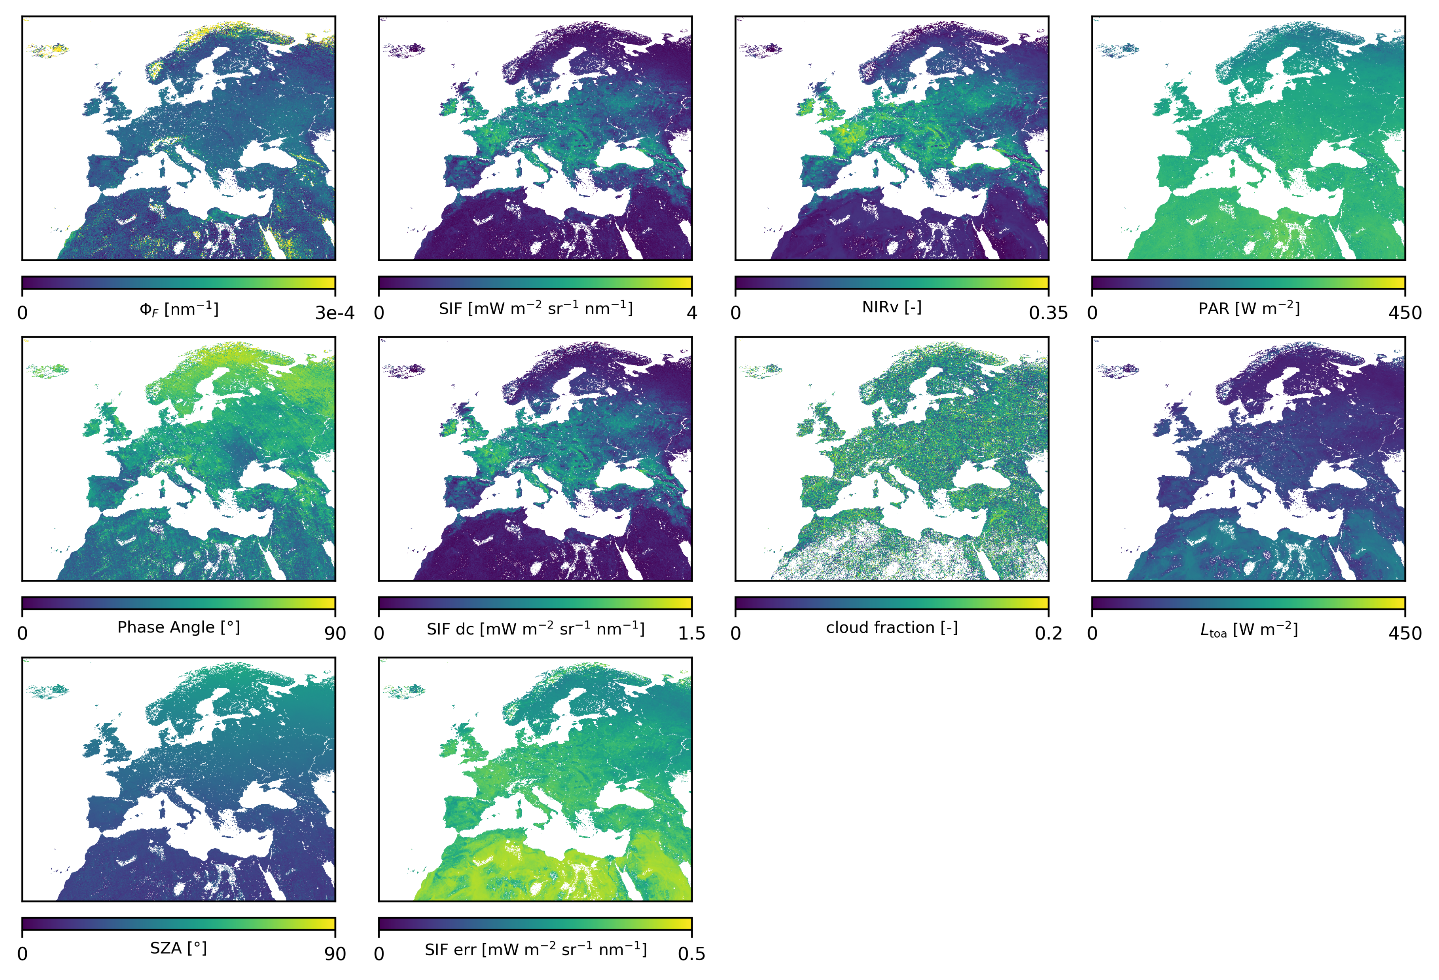 0 3e-4
Φ_F [nm⁻¹]
0 4
SIF [mW m⁻² sr⁻¹ nm⁻¹]
0 0.35
NIRv [-]
0 450
PAR [W m⁻²]
0 90
Phase Angle [°]
0 1.5
SIF dc [mW m⁻² sr⁻¹ nm⁻¹]
0 0.2
cloud fraction [-]
0 450
L_toa [W m⁻²]
0 90
SZA [°]
0 0.5
SIF err [mW m⁻² sr⁻¹ nm⁻¹]